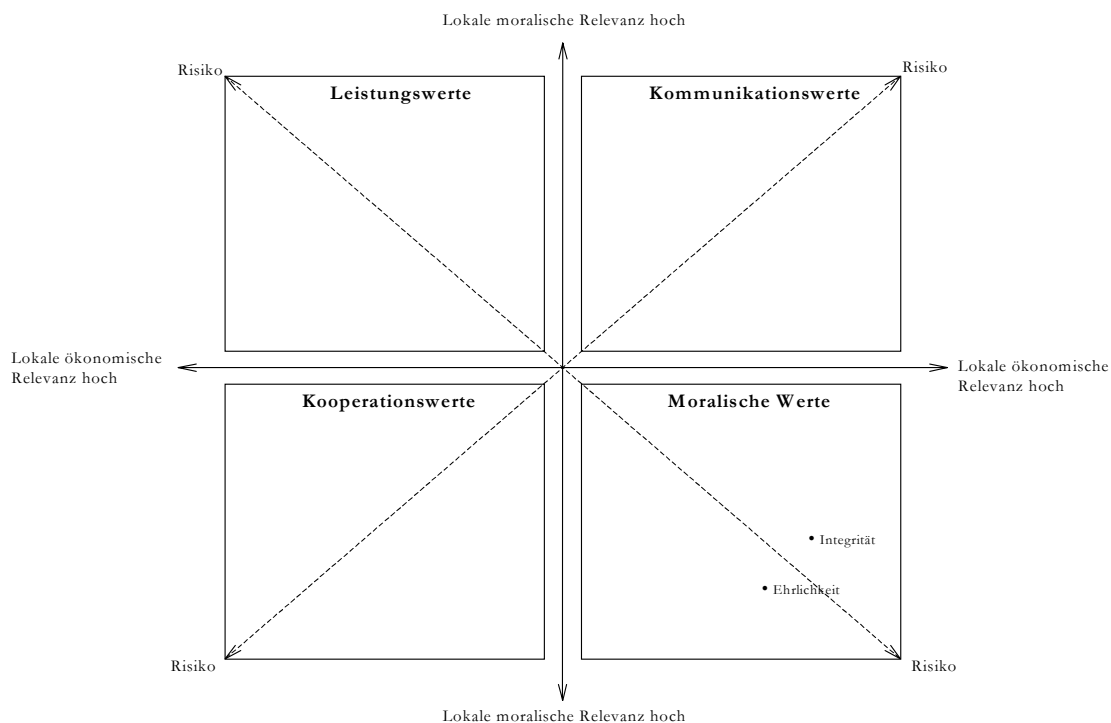 Lokale moralische Relevanz hoch
Risiko
Risiko
Leistungswerte
Kommunikationswerte
Lokale ökonomische
Relevanz hoch
Lokale ökonomische
Relevanz hoch
Kooperationswerte
Moralische Werte
Integrität
Ehrlichkeit
Risiko
Risiko
Lokale moralische Relevanz hoch